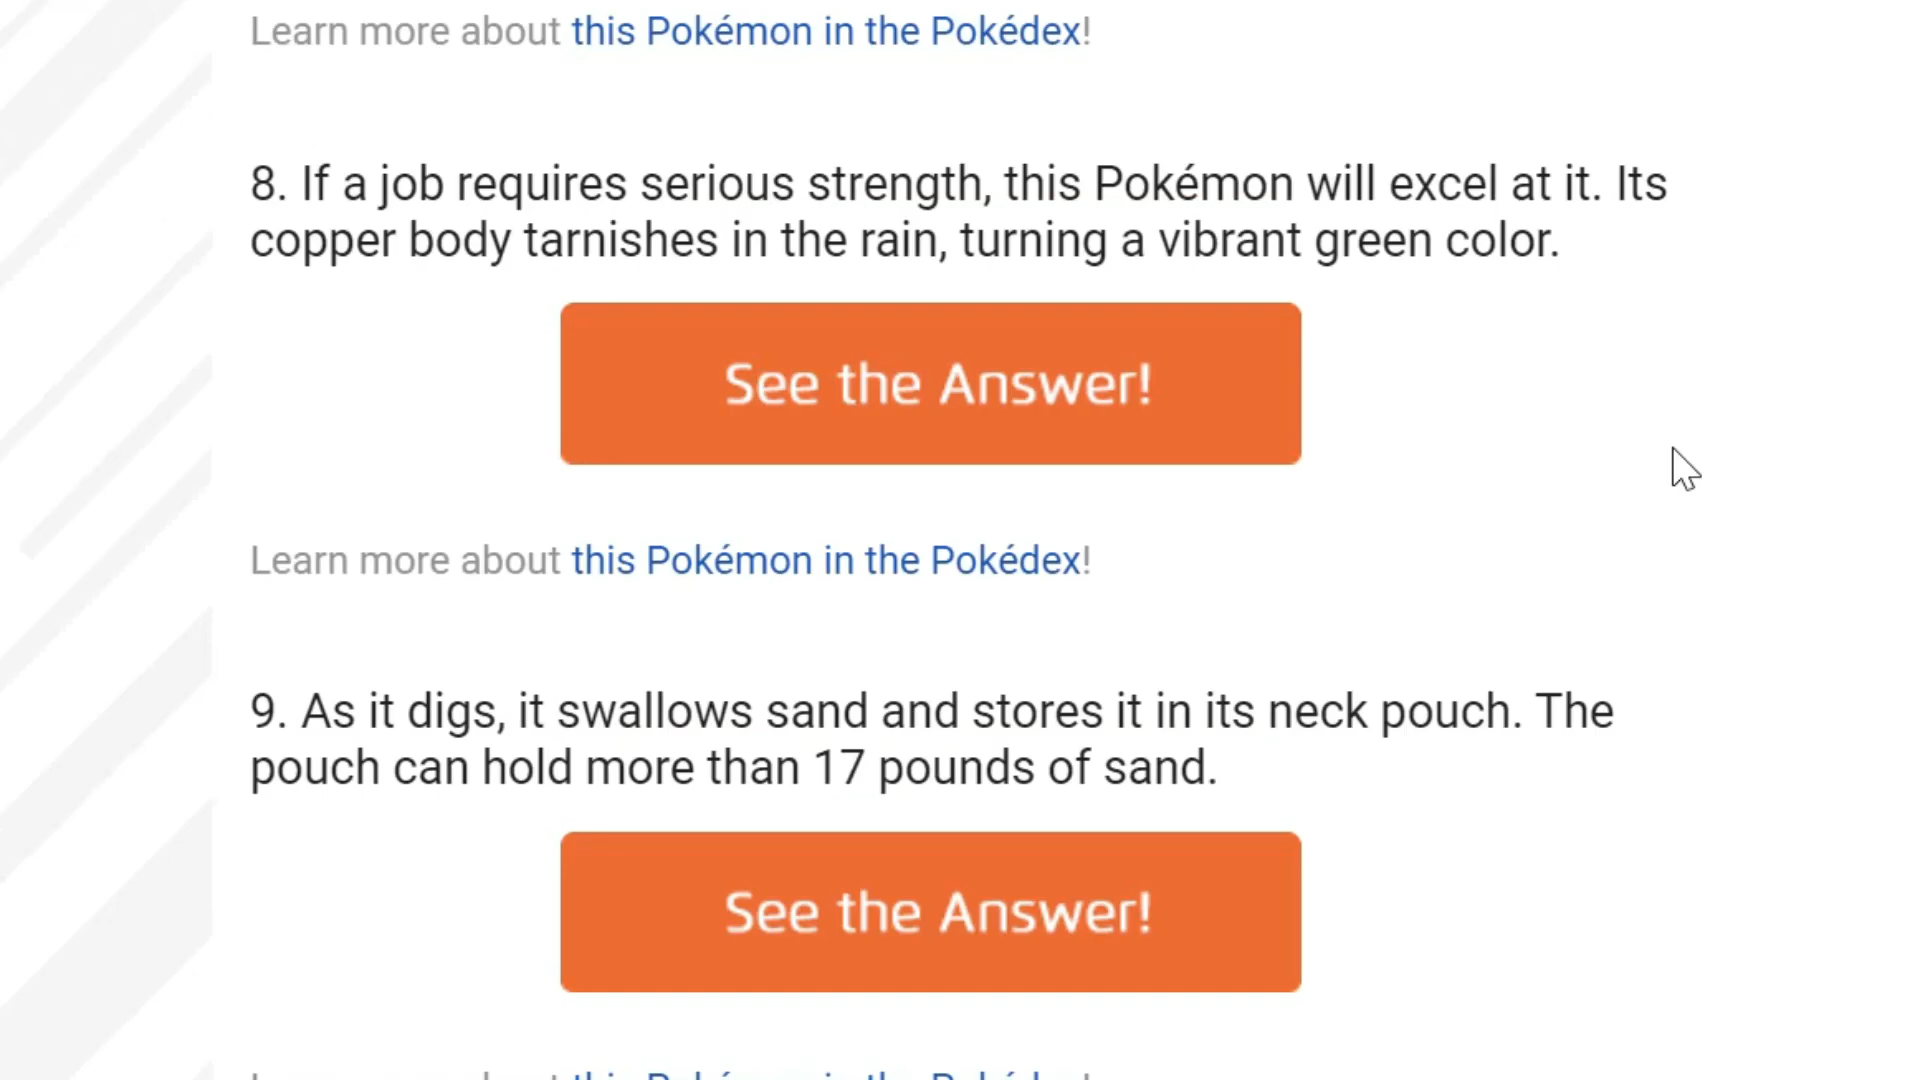 Learn more about this Pokémon in the Pokédex!
8. If a job requires serious strength, this Pokémon will excel at it. Its
copper body tarnishes in the rain, turning a vibrant green color.
See the Answer!
Learn more about this Pokémon in the Pokédex!
9. As it digs, it swallows sand and stores it in its neck pouch. The
pouch can hold more than 17 pounds of sand.
See the Answer!